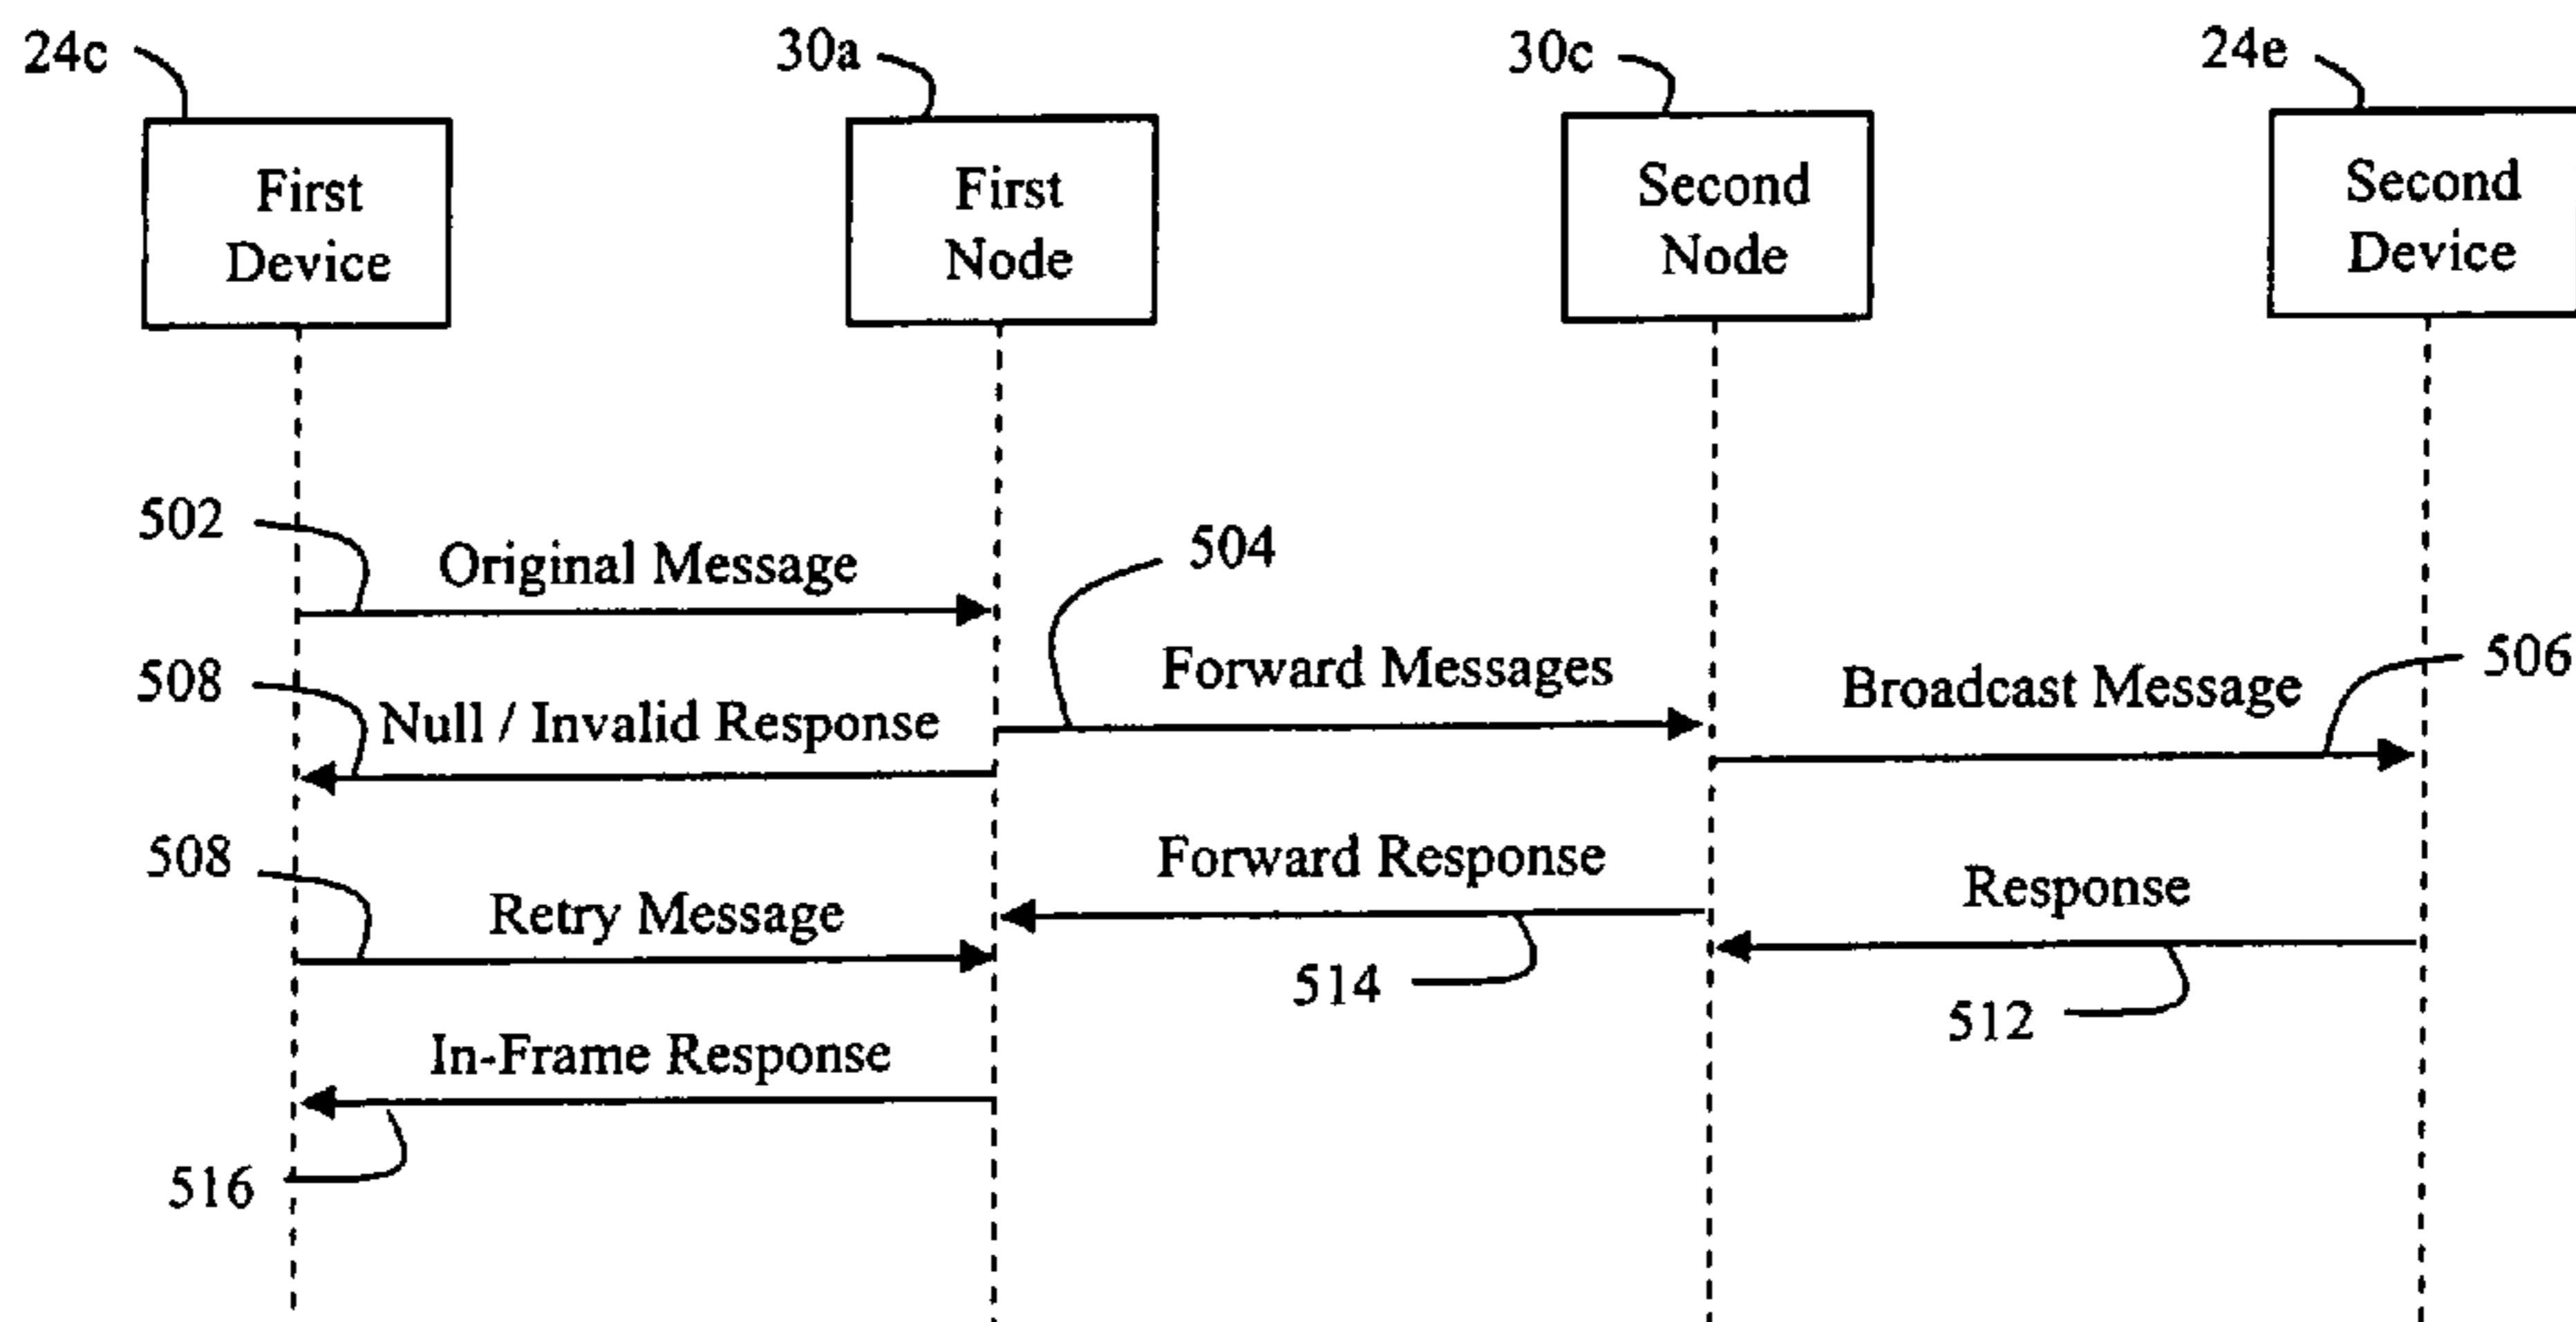 24c
30a
30c
24e
First
Device
First
Node
Second
Node
Second
Device
502
Original Message
504
508
Null / Invalid Response
Forward Messages
Broadcast Message
506
508
Retry Message
Forward Response
Response
514
512
In-Frame Response
516